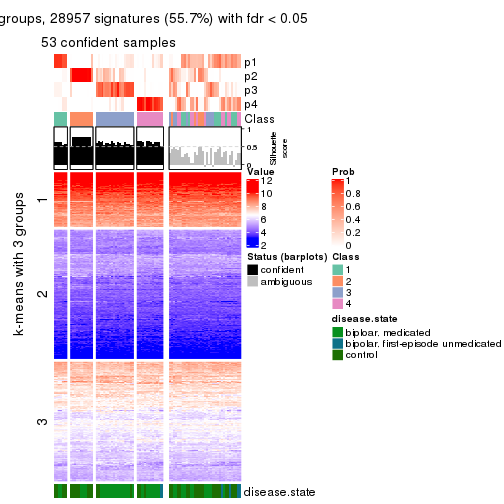 groups, 28957 signatures (55.7%) with fdr < 0.05
53 confident samples
p1
p2
p3
p4
Class
1
0.5
0
Silhouette
score
k-means with 3 groups
1
2
3
Value
12
10
8
6
4
2
Prob
1
0.8
0.6
0.4
0.2
0
Status (barplots)
confident
ambiguous
Class
1
2
3
4
disease.state
biploar. medicated
bipolar. first-episode unmedicated
control
disease.state